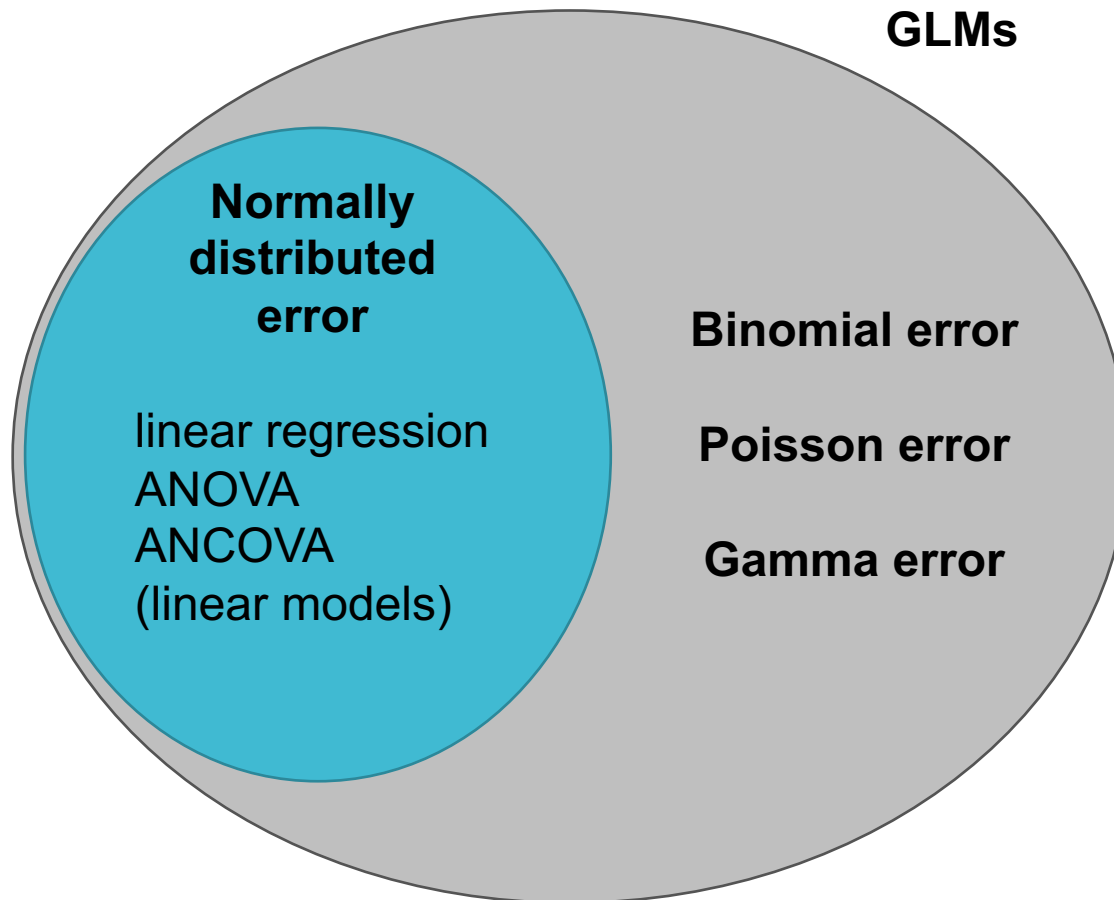 GLMs
Normally
distributed
error
linear regression
ANOVA
ANCOVA
(linear models)
Binomial error
Poisson error
Gamma error